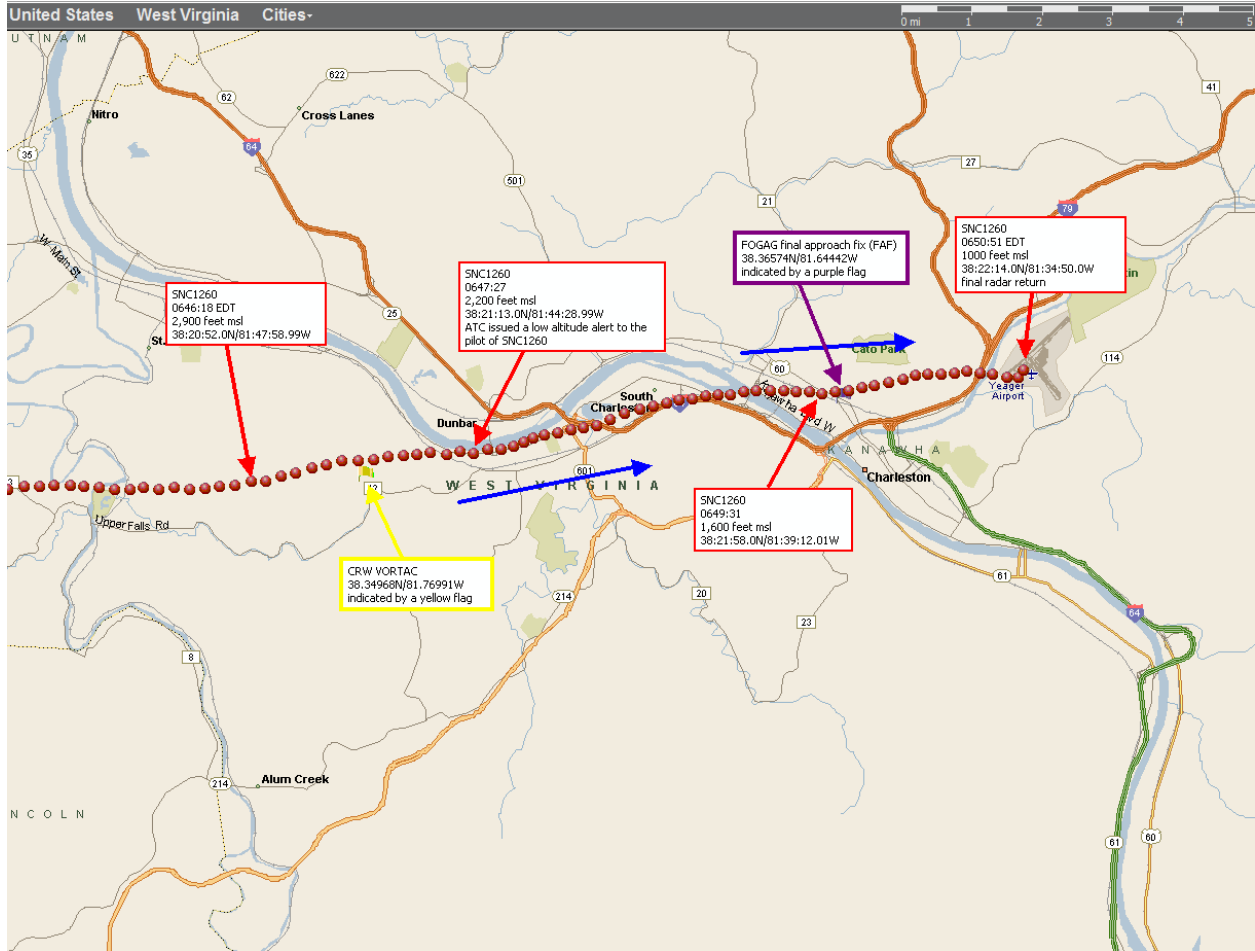 United States West Virginia Cities-
0 mi 1 2 3 4 5
U T N A M
41
622
62
Cross Lanes
Nitro
64
35
27
501
21
79
SNC1260
0650:51 EDT
1000 feet msl
38:22:14.0N/81:34:50.0W
final radar return
FOGAG final approach fix (FAF)
38.36574N/81.64442W
indicated by a purple flag
W Main St
SNC1260
0647:27
2,200 feet msl
38:21:13.0N/81:44:28.99W
ATC issued a low altitude alert to the
pilot of SNC1260
SNC1260
0646:18 EDT
2,900 feet msl
38:20:52.0N/81:47:58.99W
25
St.
Cato Park
114
60
Yeager
Airport
South
Charleston
Dunbar
K A N A W H A
601
Charleston
WEST VIRGINIA
SNC1260
0649:31
1,600 feet msl
38:21:58.0N/81:39:12.01W
Upper Falls Rd
CRW VORTAC
38.34968N/81.76991W
indicated by a yellow flag
61
214
20
64
23
8
Alum Creek
214
N C O L N
61
60